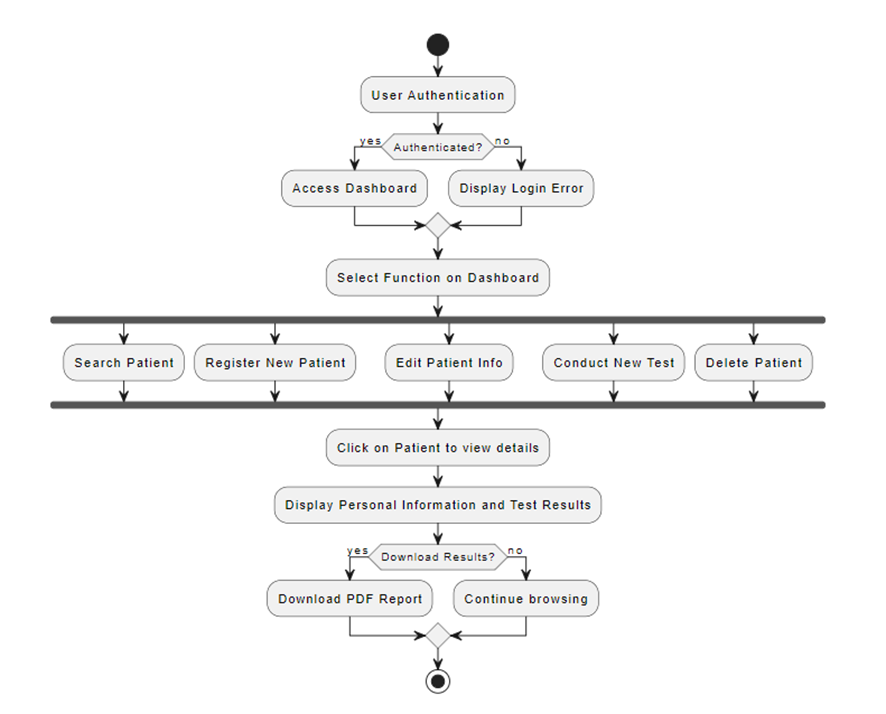 User Authentication
yes
Authenticated?
no
Access Dashboard
Display Login Error
Select Function on Dashboard
Search Patient
Register New Patient
Edit Patient Info
Conduct New Test
Delete Patient
Click on Patient to view details
Display Personal Information and Test Results
yes
Download Results?
no
Download PDF Report
Continue browsing